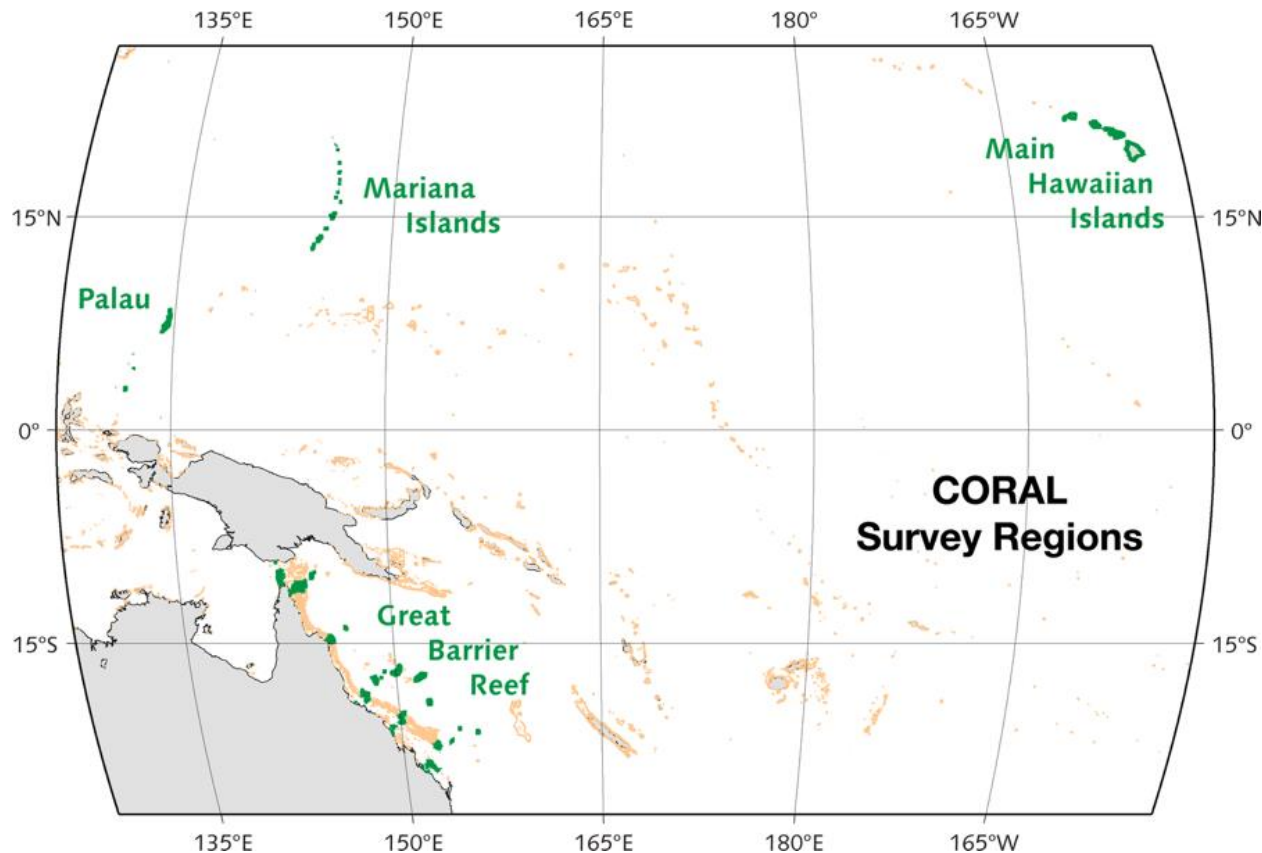 135°E 150°E 165°E 180° 165°W
Main
Hawaiian
Islands
Mariana
Islands
15°N 15°N
Palau
0° 0°
CORAL
Survey Regions
Great
Barrier
Reef
15°S 15°S
135°E 150°E 165°E 180°E 165°W